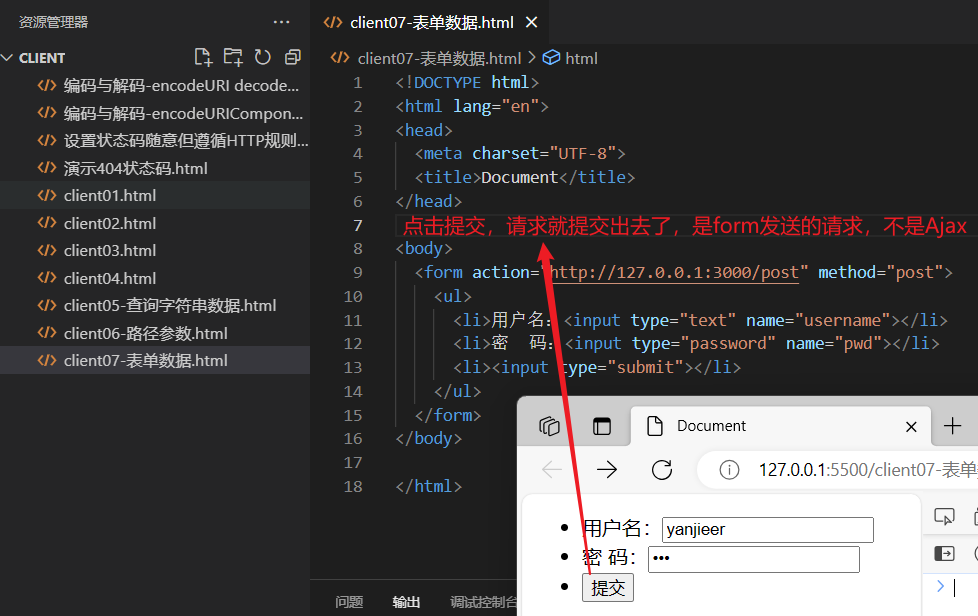 资源管理器
CLIENT
编码与解码-encodeURI decode...
编码与解码-encodeURICompon...
设置状态码随意但遵循HTTP规则...
演示404状态码.html
client01.html
client02.html
client03.html
client04.html
client05-查询字符串数据.html
client06-路径参数.html
client07-表单数据.html
client07-表单数据.html
client07-表单数据.html > html
1 <!DOCTYPE html>
2 <html lang="en">
3 <head>
4 <meta charset="UTF-8">
5 <title>Document</title>
6 </head>
7 点击提交，请求就提交出去了，是form发送的请求，不是Ajax
8 <body>
9 <form action="http://127.0.0.1:3000/post" method="post">
10 <ul>
11 <li>用户名：<input type="text" name="username"></li>
12 <li>密 码：<input type="password" name="pwd"></li>
13 <li><input type="submit"></li>
14 </ul>
15 </form>
16 </body>
17
18 </html>
Document
127.0.0.1:5500/client07-表单
用户名：yanjieer
密 码：•••
提交
问题 输出 调试控制台